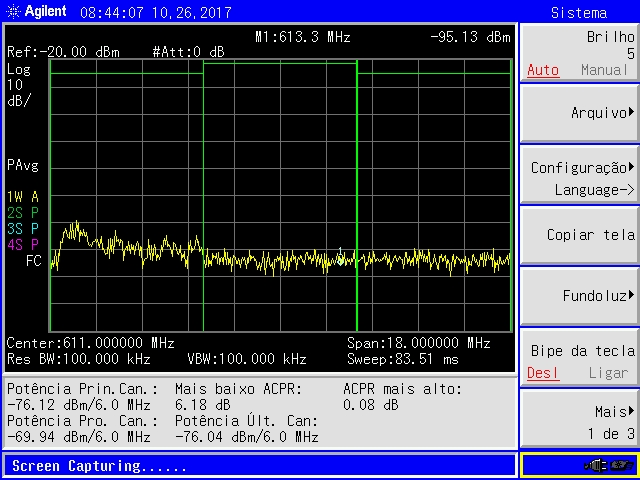 Agilent 08:44:07 10,26,2017
M1:613.3 MHz -95.13 dBm
Ref:-20.00 dBm #Att:0 dB
Log
10
dB/
PAvg
1W A
2S P
3S P
4S P
FC
1
Center:611.000000 MHz Span:18.000000 MHz
Res BW:100.000 kHz VBW:100.000 kHz Sweep:83.51 ms
Potência Prin.Can.: Mais baixo ACPR: ACPR mais alto:
-76.12 dBm/6.0 MHz 6.18 dB 0.08 dB
Potência Pro. Can.: Potência Últ. Can:
-69.94 dBm/6.0 MHz -76.04 dBm/6.0 MHz
Screen Capturing......
Sistema
Brilho
5
Auto Manual
Arquivo
Configuração
Language->
Copiar tela
Fundoluz
Bipe da tecla
Desl Ligar
Mais
1 de 3